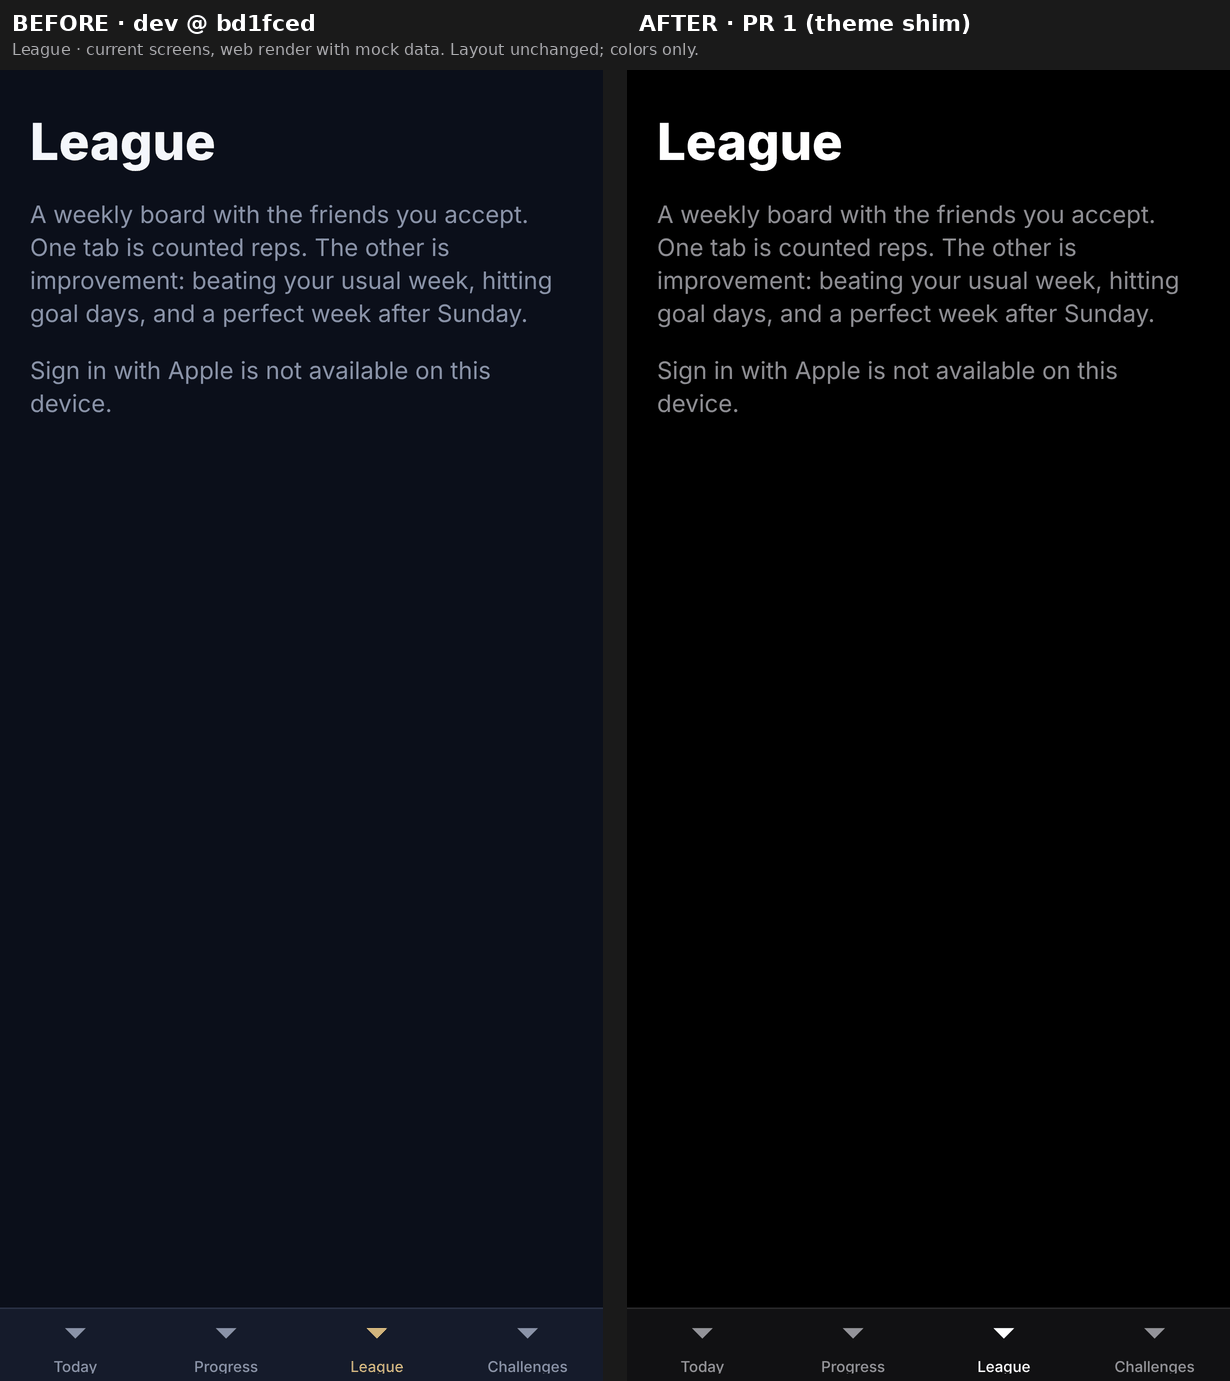 BEFORE · dev @ bd1fced
AFTER · PR 1 (theme shim)
League · current screens, web render with mock data. Layout unchanged; colors only.
League
A weekly board with the friends you accept.
One tab is counted reps. The other is
improvement: beating your usual week, hitting
goal days, and a perfect week after Sunday.
Sign in with Apple is not available on this
device.
Today
Progress
League
Challenges
League
A weekly board with the friends you accept.
One tab is counted reps. The other is
improvement: beating your usual week, hitting
goal days, and a perfect week after Sunday.
Sign in with Apple is not available on this
device.
Today
Progress
League
Challenges